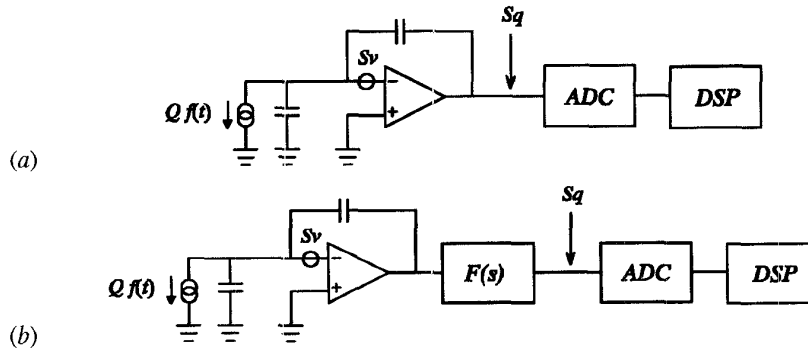 Sq
Sv
−
+
Q f(t)
ADC
DSP
(a)
Sq
Sv
−
+
Q f(t)
F(s)
ADC
DSP
(b)